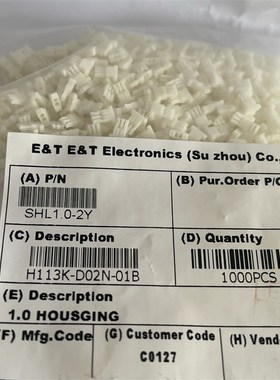 E&T E&T Electronics (Su zhou) Co.,
(A) P/N
(B) Pur.Order P/
SHL1.0-2Y
(C) Description
(D) Quantity
H113K-D02N-01B
1000PCS
(E) Description
1.0 HOUSGING
(F) Mfg.Code
(G) Customer Code
(H) Vend
C0127